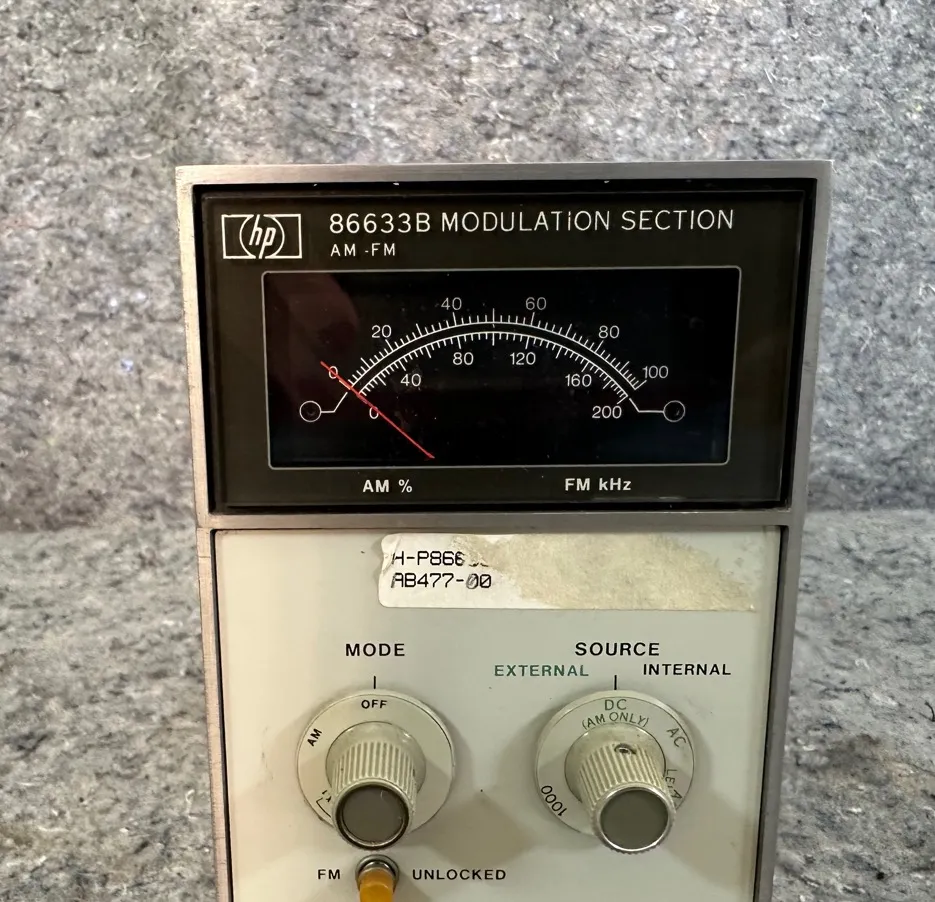 hp 86633B MODULATION SECTION
AM -FM
40 60
20 80
0 80 120 100
40 160
0 200
AM % FM kHz
AB477-00
MODE SOURCE
EXTERNAL INTERNAL
OFF DC
AM (AM ONLY) AC
1000
FM UNLOCKED